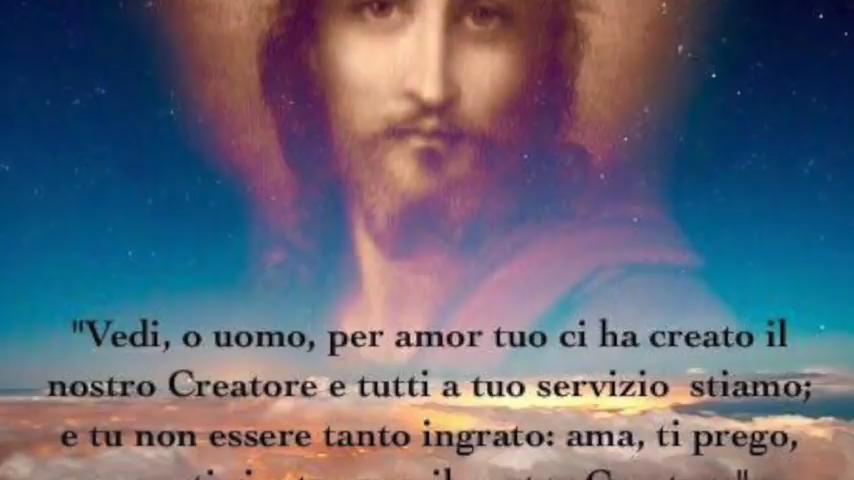 "Vedi, o uomo, per amor tuo ci ha creato il
nostro Creatore e tutti a tuo servizio stiamo;
e tu non essere tanto ingrato: ama, ti prego,
Creatore"